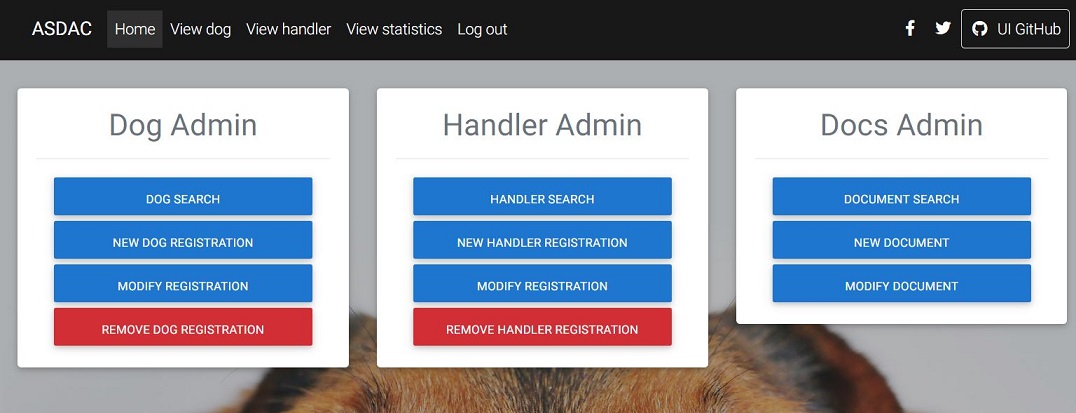 ASDAC Home View dog View handler View statistics Log out UI GitHub
Dog Admin
DOG SEARCH
NEW DOG REGISTRATION
MODIFY REGISTRATION
REMOVE DOG REGISTRATION
Handler Admin
HANDLER SEARCH
NEW HANDLER REGISTRATION
MODIFY REGISTRATION
REMOVE HANDLER REGISTRATION
Docs Admin
DOCUMENT SEARCH
NEW DOCUMENT
MODIFY DOCUMENT